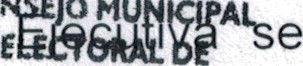 NSEJO MUNICIPAL
Ejecutiva se
ELECTORAL DE